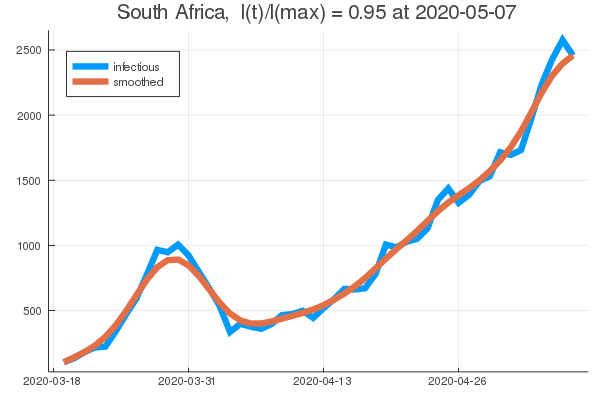 South Africa,  I(t)/I(max) = 0.95 at 2020-05-07
infectious
smoothed
2500
2000
1500
1000
500
2020-03-18 2020-03-31 2020-04-13 2020-04-26